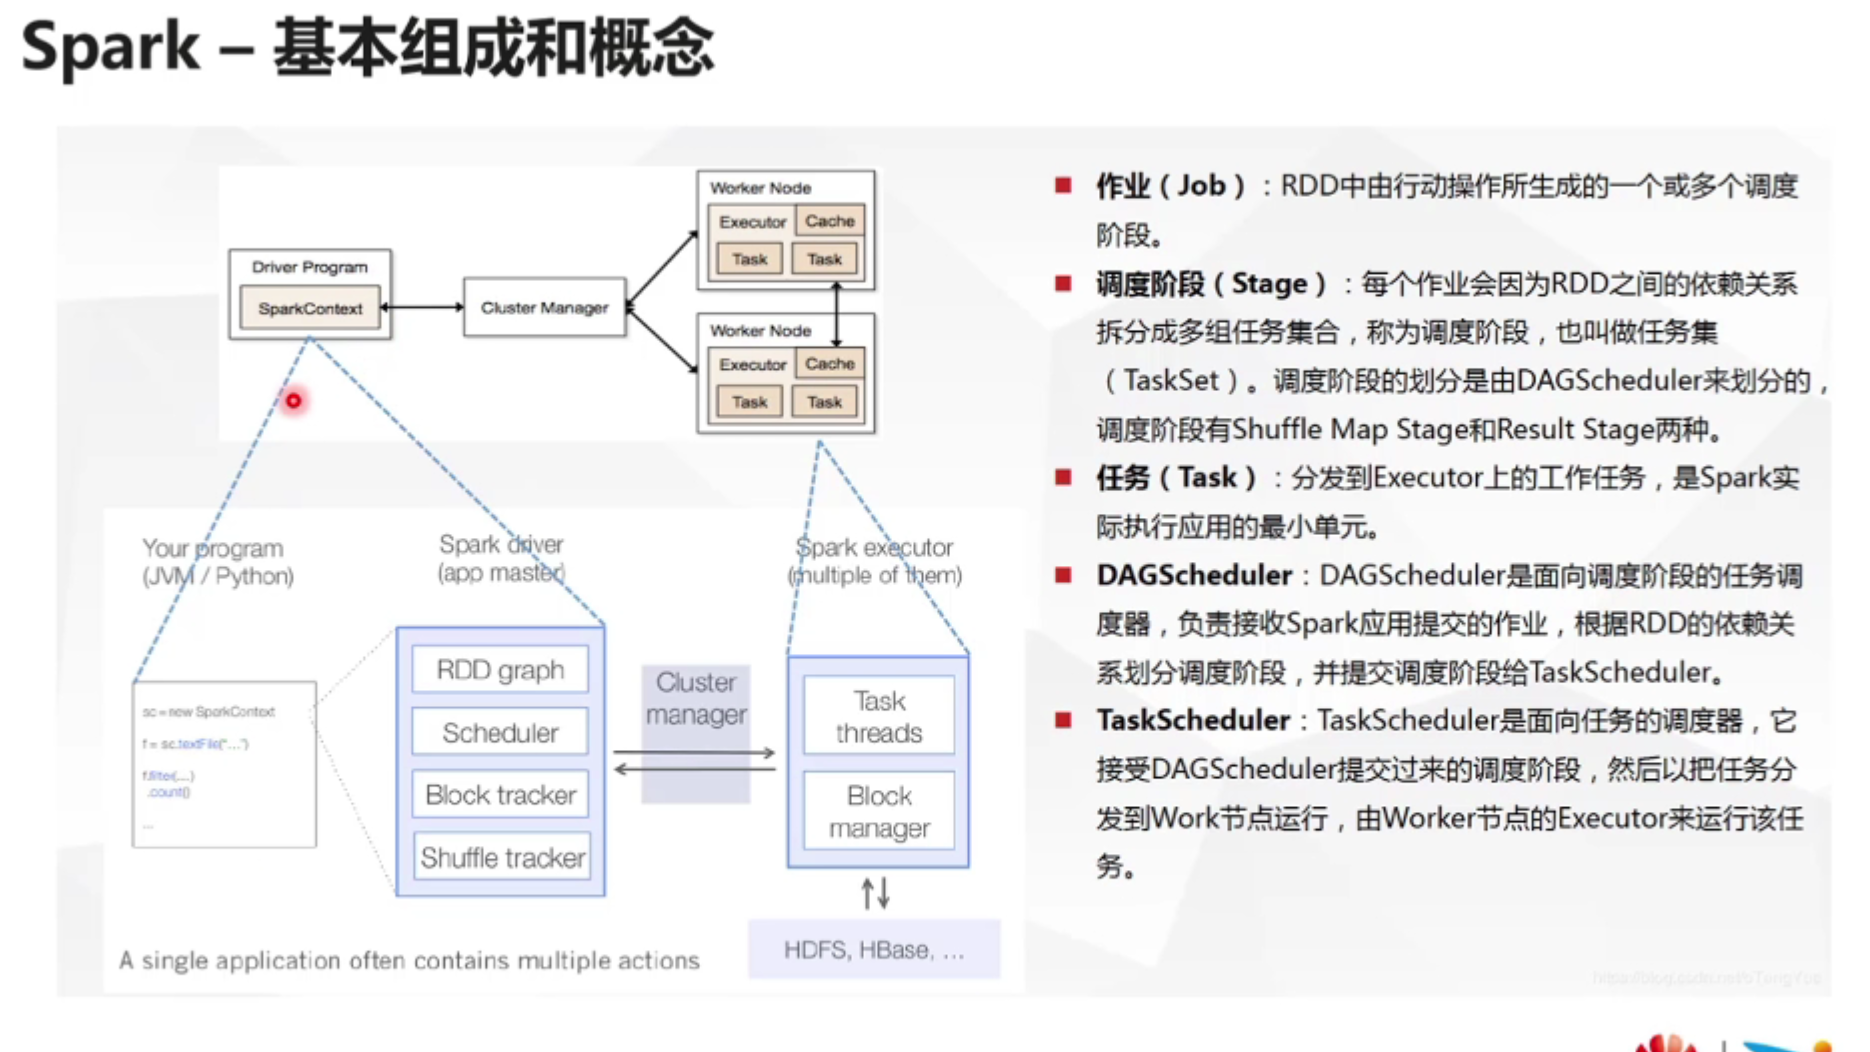 Spark – 基本组成和概念
Driver Program
SparkContext
Cluster Manager
Worker Node
Executor
Cache
Task
Task
Worker Node
Executor
Cache
Task
Task
Your program
(JVM / Python)
Spark driver
(app master)
Spark executor
(multiple of them)
sc = new SparkContext
f = sc.textFile("…")
f.filter(…)
.count()
...
RDD graph
Scheduler
Block tracker
Shuffle tracker
Cluster
manager
Task
threads
Block
manager
HDFS, HBase, ...
A single application often contains multiple actions
作业（Job）：RDD中由行动操作所生成的一个或多个调度
阶段。
调度阶段（Stage）：每个作业会因为RDD之间的依赖关系
拆分成多组任务集合，称为调度阶段，也叫做任务集
（TaskSet）。调度阶段的划分是由DAGScheduler来划分的，
调度阶段有Shuffle Map Stage和Result Stage两种。
任务（Task）：分发到Executor上的工作任务，是Spark实
际执行应用的最小单元。
DAGScheduler：DAGScheduler是面向调度阶段的任务调
度器，负责接收Spark应用提交的作业，根据RDD的依赖关
系划分调度阶段，并提交调度阶段给TaskScheduler。
TaskScheduler：TaskScheduler是面向任务的调度器，它
接受DAGScheduler提交过来的调度阶段，然后以把任务分
发到Work节点运行，由Worker节点的Executor来运行该任
务。